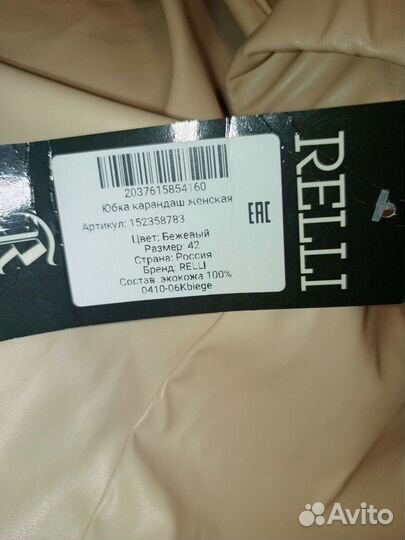 2037615854160
Юбка карандаш женская
Артикул: 152358783
Цвет: Бежевый
Размер: 42
Страна: Россия
Бренд: RELLI
Состав: экокожа 100%
0410-06Kbiege
EAC
RELLI
R
Avito